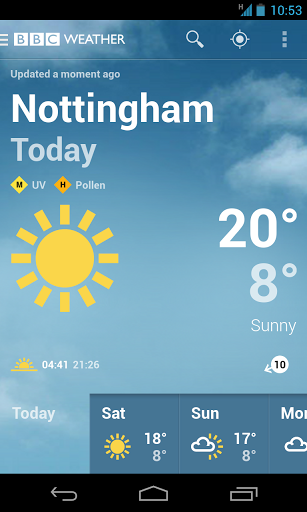 H 10:53
BBC WEATHER
Updated a moment ago
Nottingham
Today
M UV H Pollen
20°
8°
Sunny
04:41 21:26 10
Today Sat Sun Mon
18° 17°
8° 8°